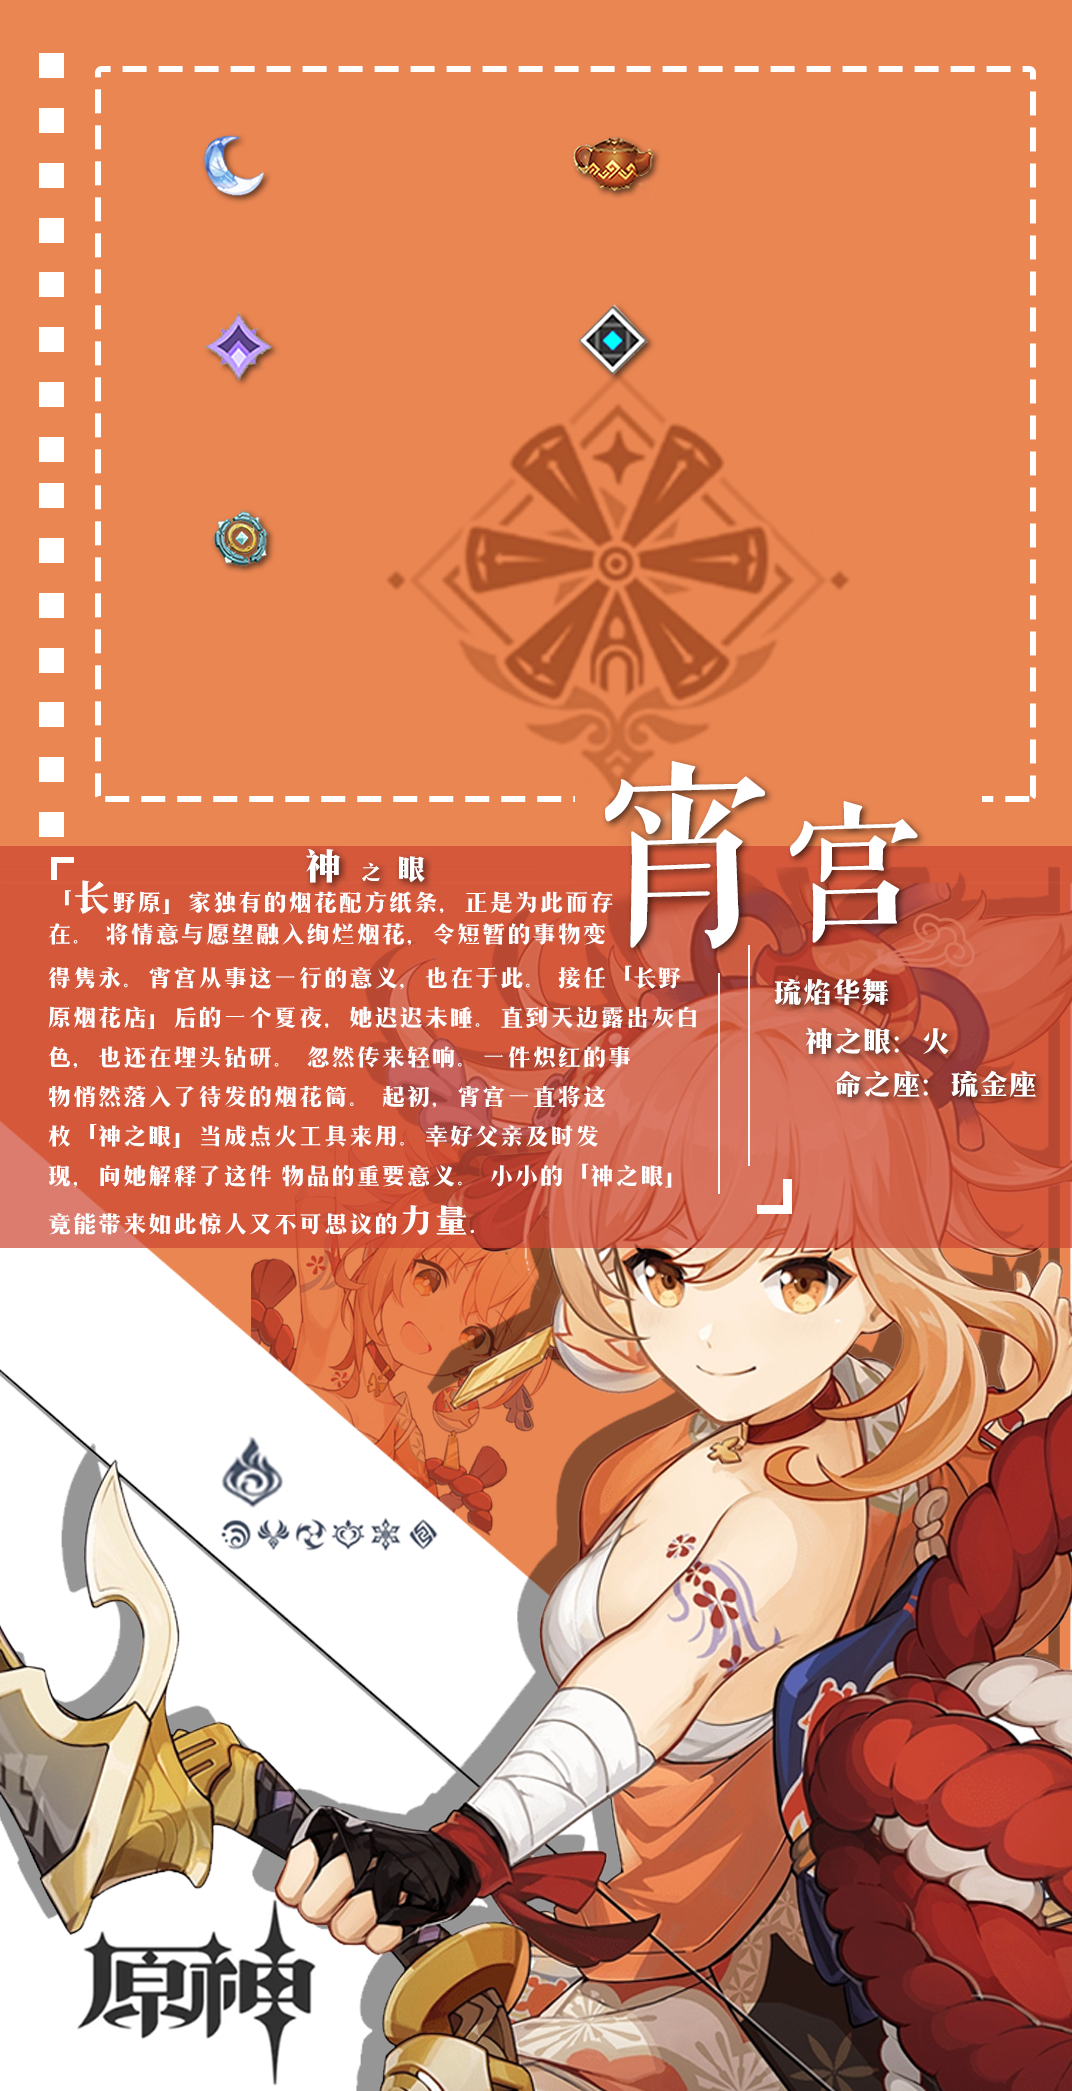 宵宫
神之眼
「长野原」家独有的烟花配方纸条，正是为此而存
在。 将情意与愿望融入绚烂烟花，令短暂的事物变
得隽永。宵宫从事这一行的意义，也在于此。 接任「长野
原烟花店」后的一个夏夜，她迟迟未睡。直到天边露出灰白
色，也还在埋头钻研。 忽然传来轻响。一件炽红的事
物悄然落入了待发的烟花筒。 起初，宵宫一直将这
枚「神之眼」当成点火工具来用。幸好父亲及时发
现，向她解释了这件 物品的重要意义。 小小的「神之眼」
竟能带来如此惊人又不可思议的力量.
琉焰华舞
神之眼：火
命之座：琉金座
原神